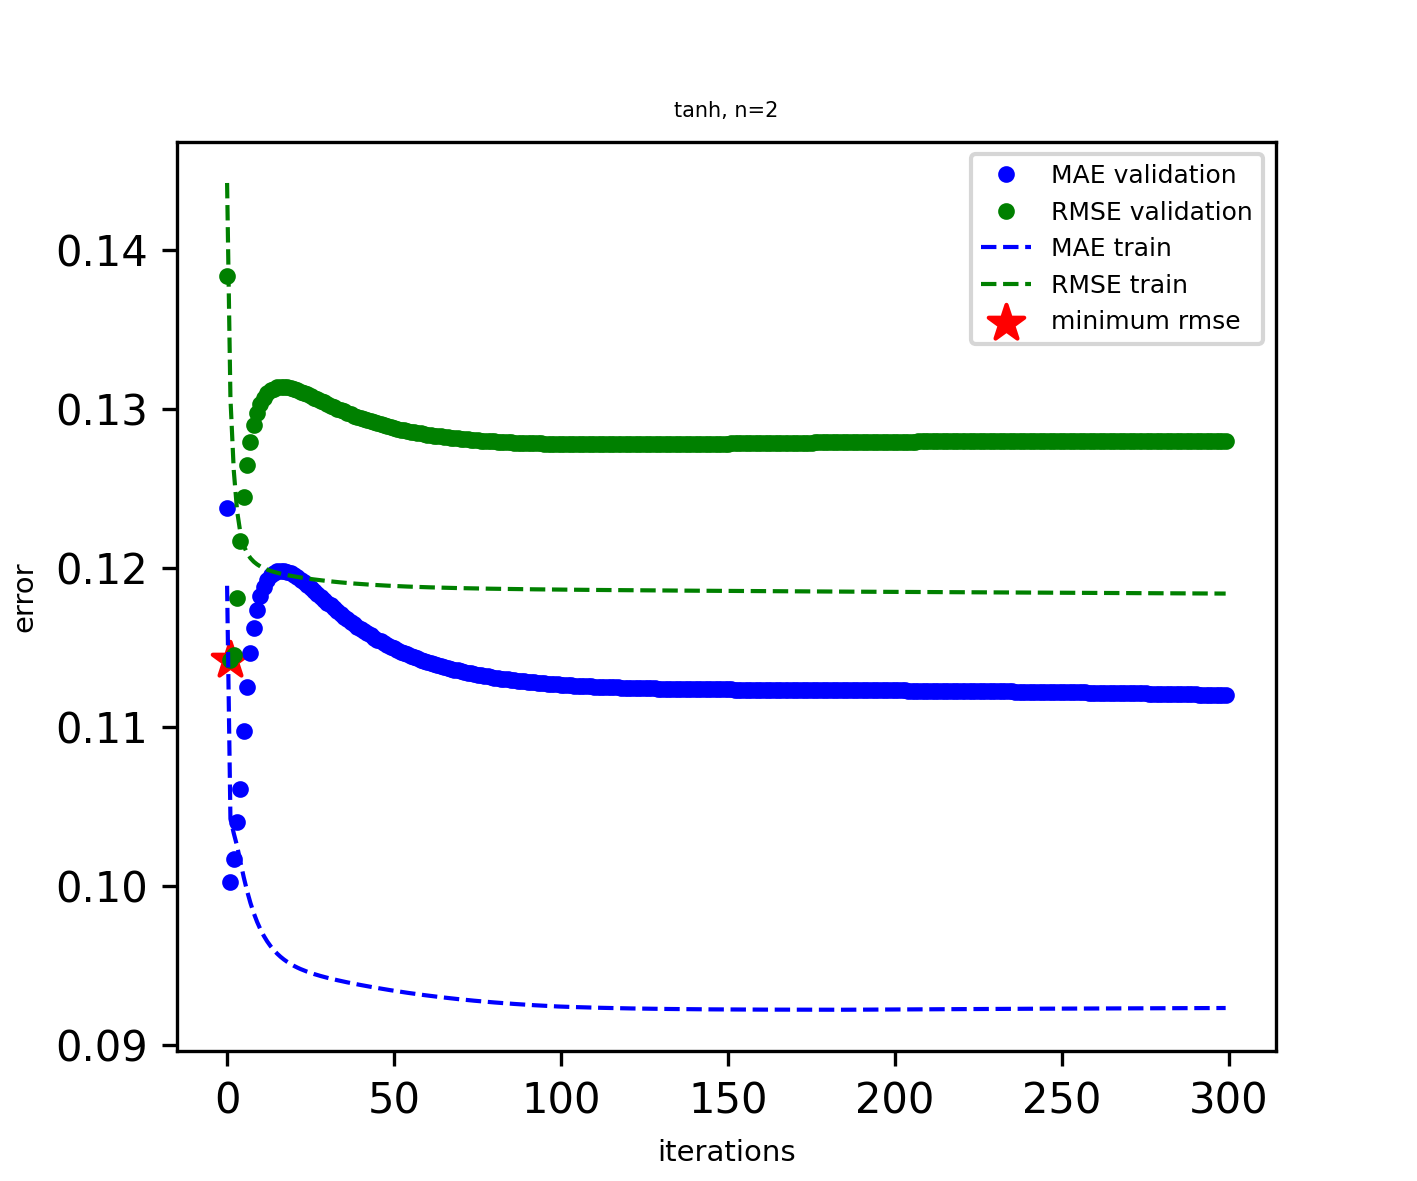 tanh, n=2
MAE validation
RMSE validation
MAE train
RMSE train
minimum rmse
error
0.14
0.13
0.12
0.11
0.10
0.09
0 50 100 150 200 250 300
iterations